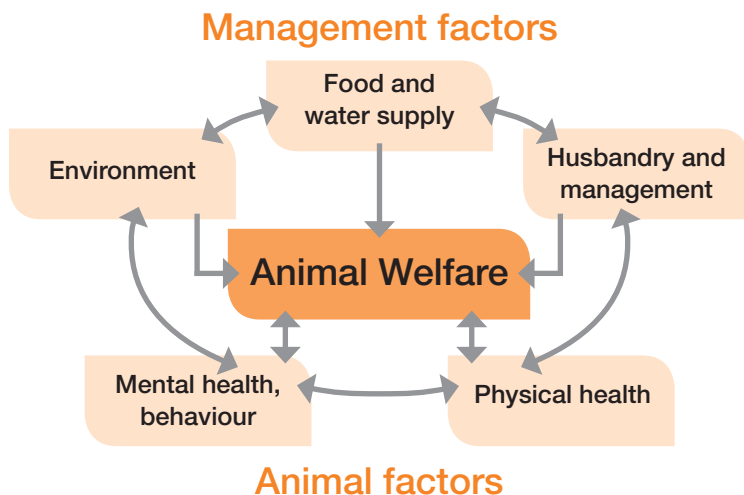 Management factors
Food and
water supply
Environment
Husbandry and
management
Animal Welfare
Mental health,
behaviour
Physical health
Animal factors